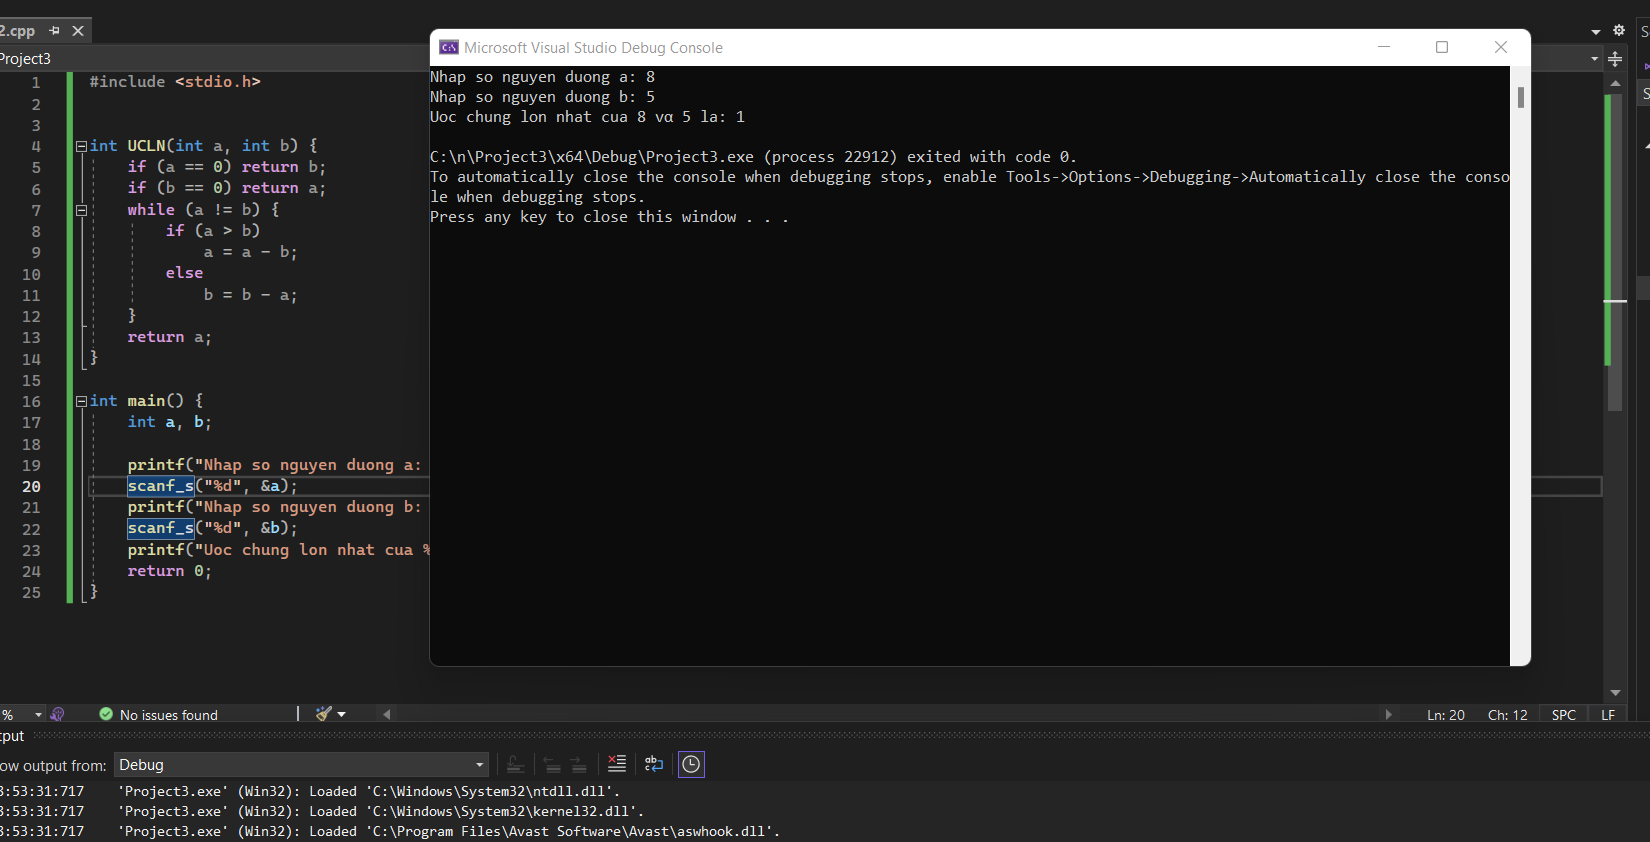 2.cpp
Project3
1 #include <stdio.h>
2
3
4 int UCLN(int a, int b) {
5 if (a == 0) return b;
6 if (b == 0) return a;
7 while (a != b) {
8 if (a > b)
9 a = a - b;
10 else
11 b = b - a;
12 }
13 return a;
14 }
15
16 int main() {
17 int a, b;
18
19 printf("Nhap so nguyen duong a:
20 scanf_s("%d", &a);
21 printf("Nhap so nguyen duong b:
22 scanf_s("%d", &b);
23 printf("Uoc chung lon nhat cua %
24 return 0;
25 }
Microsoft Visual Studio Debug Console
Nhap so nguyen duong a: 8
Nhap so nguyen duong b: 5
Uoc chung lon nhat cua 8 vα 5 la: 1
C:\n\Project3\x64\Debug\Project3.exe (process 22912) exited with code 0.
To automatically close the console when debugging stops, enable Tools->Options->Debugging->Automatically close the conso
le when debugging stops.
Press any key to close this window . . .
S
S
%
No issues found
Ln: 20
Ch: 12
SPC
LF
tput
ow output from:
Debug
3:53:31:717 'Project3.exe' (Win32): Loaded 'C:\Windows\System32\ntdll.dll'.
3:53:31:717 'Project3.exe' (Win32): Loaded 'C:\Windows\System32\kernel32.dll'.
3:53:31:717 'Project3.exe' (Win32): Loaded 'C:\Program Files\Avast Software\Avast\aswhook.dll'.